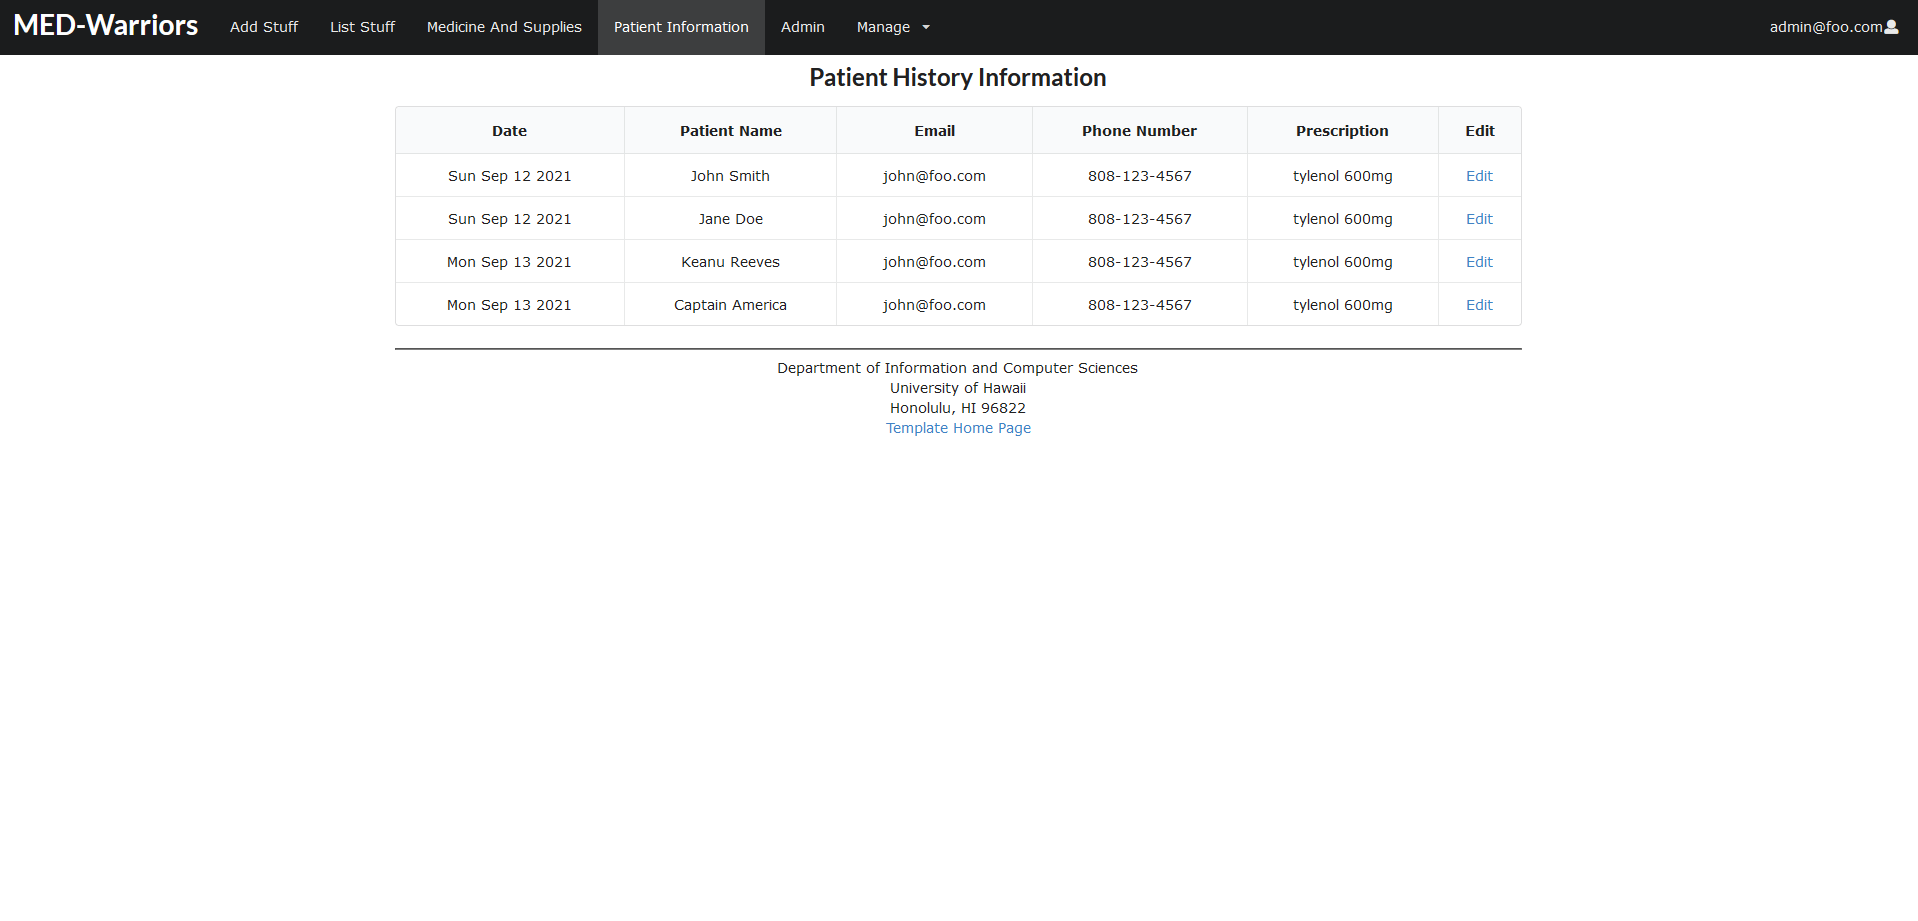 MED-Warriors Add Stuff List Stuff Medicine And Supplies Patient Information Admin Manage admin@foo.com
Patient History Information
Date Patient Name Email Phone Number Prescription Edit
Sun Sep 12 2021 John Smith john@foo.com 808-123-4567 tylenol 600mg Edit
Sun Sep 12 2021 Jane Doe john@foo.com 808-123-4567 tylenol 600mg Edit
Mon Sep 13 2021 Keanu Reeves john@foo.com 808-123-4567 tylenol 600mg Edit
Mon Sep 13 2021 Captain America john@foo.com 808-123-4567 tylenol 600mg Edit
Department of Information and Computer Sciences
University of Hawaii
Honolulu, HI 96822
Template Home Page